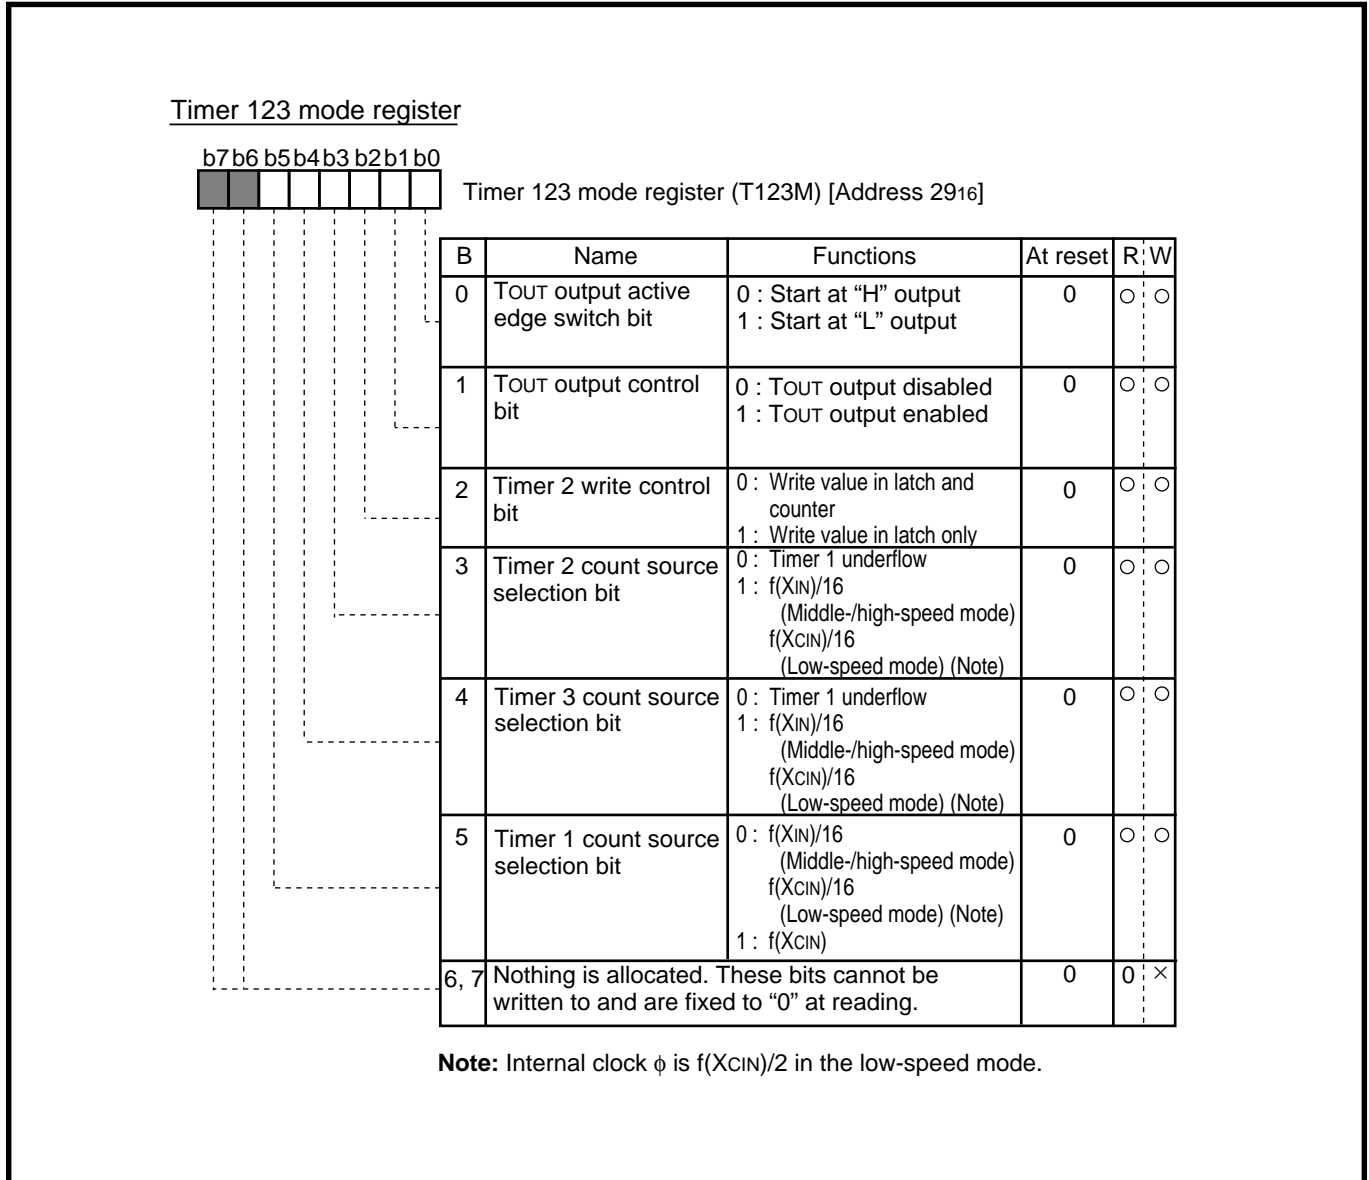 Timer 123 mode register
b7 b6 b5 b4 b3 b2 b1 b0
Timer 123 mode register (T123M) [Address 2916]
B Name Functions At reset R W
0 TOUT output active edge switch bit 0 : Start at “H” output 0 ○ ○
1 : Start at “L” output
1 TOUT output control bit 0 : TOUT output disabled 0 ○ ○
1 : TOUT output enabled
2 Timer 2 write control bit 0 : Write value in latch and counter 0 ○ ○
1 : Write value in latch only
3 Timer 2 count source selection bit 0 : Timer 1 underflow 0 ○ ○
1 : f(XIN)/16
(Middle-/high-speed mode)
f(XCIN)/16
(Low-speed mode) (Note)
4 Timer 3 count source selection bit 0 : Timer 1 underflow 0 ○ ○
1 : f(XIN)/16
(Middle-/high-speed mode)
f(XCIN)/16
(Low-speed mode) (Note)
5 Timer 1 count source selection bit 0 : f(XIN)/16 0 ○ ○
(Middle-/high-speed mode)
f(XCIN)/16
(Low-speed mode) (Note)
1 : f(XCIN)
6, 7 Nothing is allocated. These bits cannot be 0 0 ×
written to and are fixed to “0” at reading.
Note: Internal clock ϕ is f(XCIN)/2 in the low-speed mode.